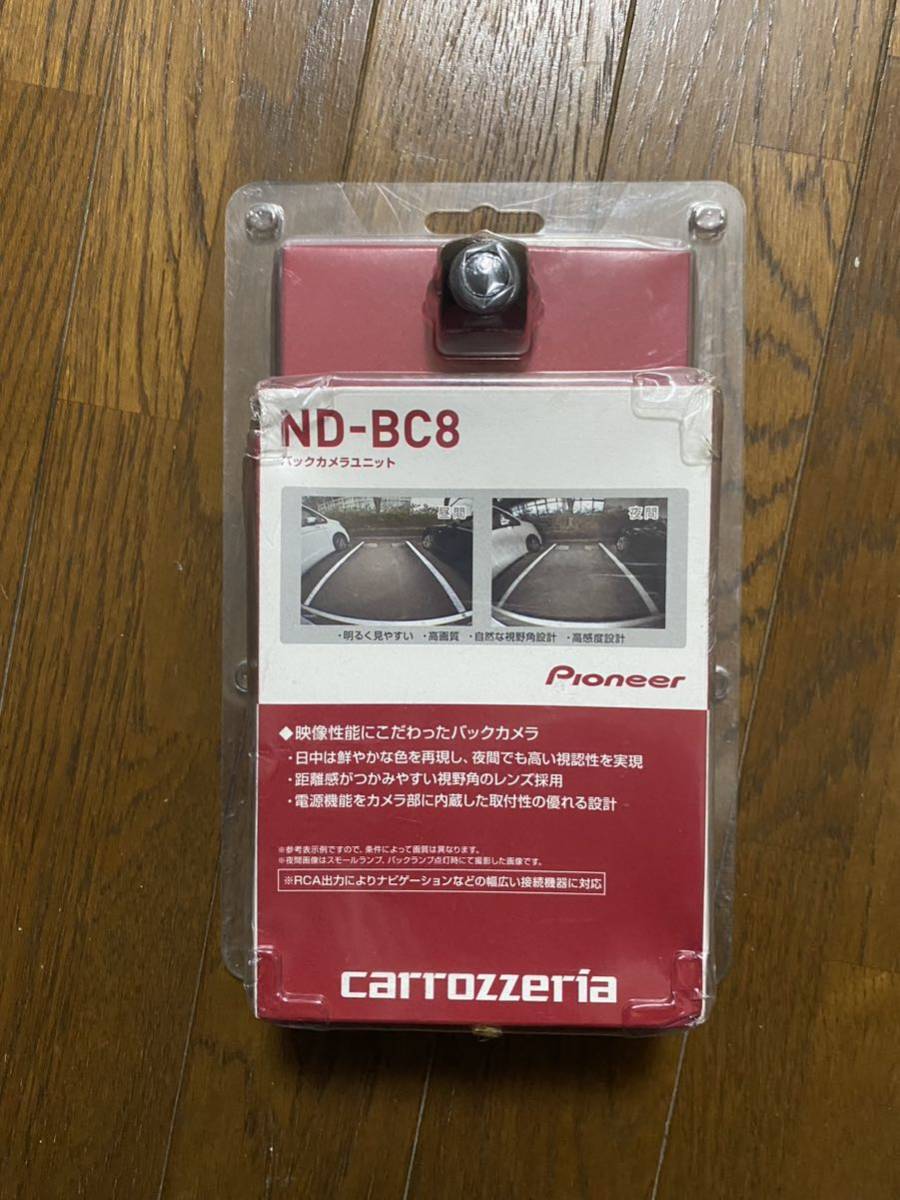 ND-BC8
バックカメラユニット
昼間
夜間
・明るく見やすい ・高画質 ・自然な視野角設計 ・高感度設計
Pioneer
◆映像性能にこだわったバックカメラ
・日中は鮮やかな色を再現し、夜間でも高い視認性を実現
・距離感がつかみやすい視野角のレンズ採用
・電源機能をカメラ部に内蔵した取付性の優れる設計
※参考表示例ですので、条件によって画質は異なります。
※夜間画像はスモールランプ、バックランプ点灯時にて撮影した画像です。
※RCA出力によりナビゲーションなどの幅広い接続機器に対応
carrozzeria